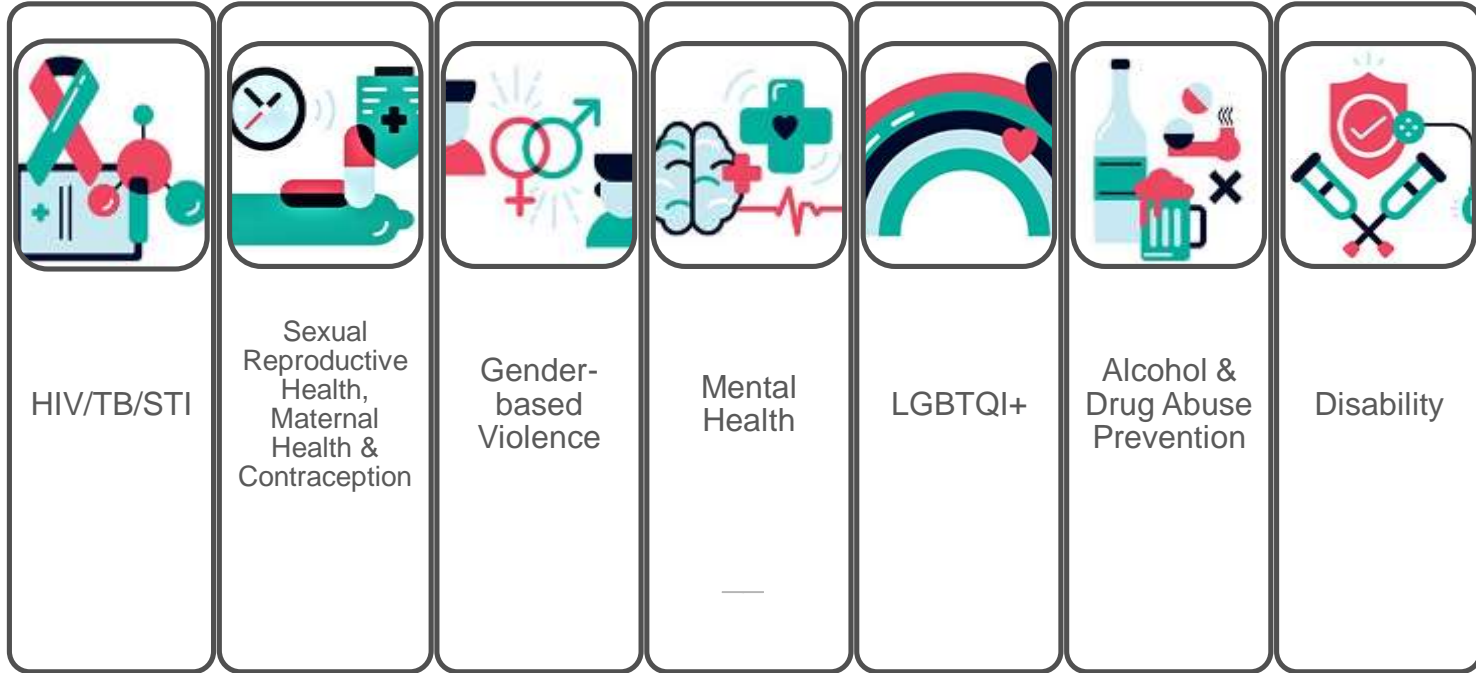 HIV/TB/STI
Sexual
Reproductive
Health,
Maternal
Health &
Contraception
Gender-
based
Violence
Mental
Health
LGBTQI+
Alcohol &
Drug Abuse
Prevention
Disability